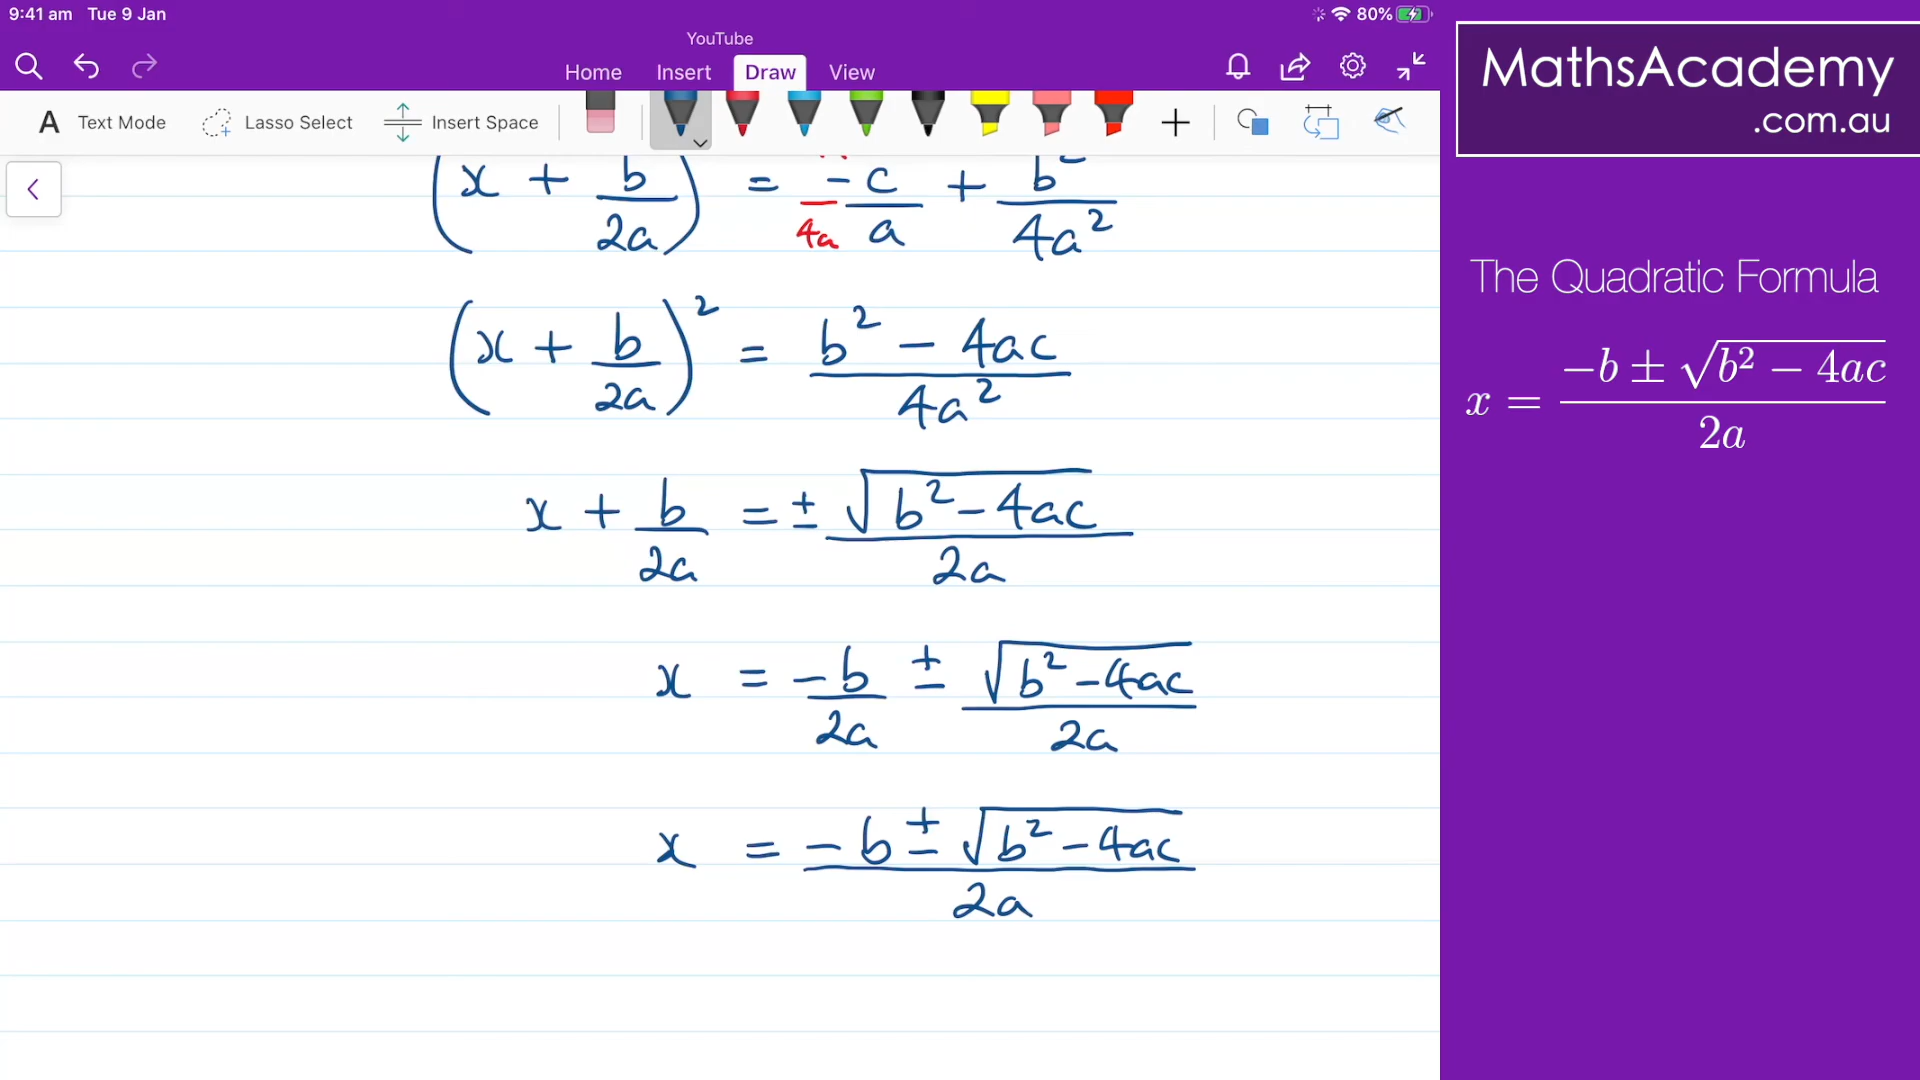 9:41 am Tue 9 Jan 80%
YouTube
Home Insert Draw View
A Text Mode Lasso Select Insert Space
(x + b/2a) = -c/a + b²/4a²
4a
(x + b/2a)² = (b² - 4ac)/4a²
x + b/2a = ± √(b² - 4ac)/2a
x = -b/2a ± √(b² - 4ac)/2a
x = (-b ± √(b² - 4ac))/2a
MathsAcademy
.com.au
The Quadratic Formula
x = (-b ± √(b² - 4ac))/2a